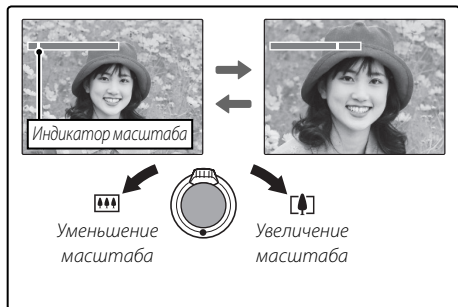 Индикатор масштаба
Уменьшение
масштаба
Увеличение
масштаба